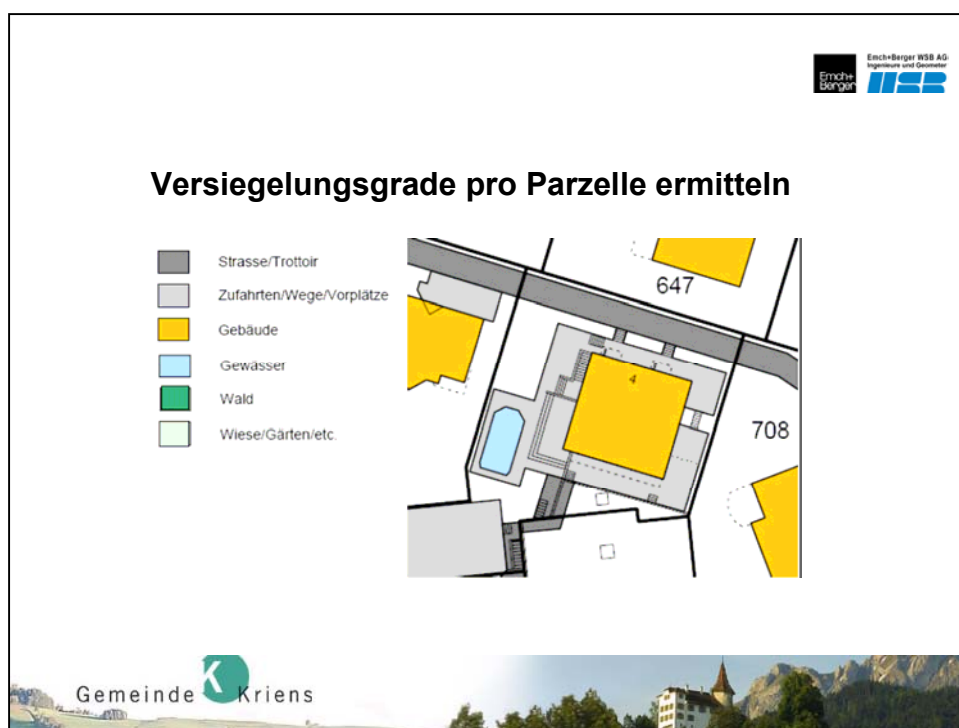 Emch+
Berger
Emch+Berger WSB AG
Ingenieure und Geometer
WSB
Versiegelungsgrade pro Parzelle ermitteln
Strasse/Trottoir
Zufahrten/Wege/Vorplätze
Gebäude
Gewässer
Wald
Wiese/Gärten/etc.
647
4
708
Gemeinde K Kriens